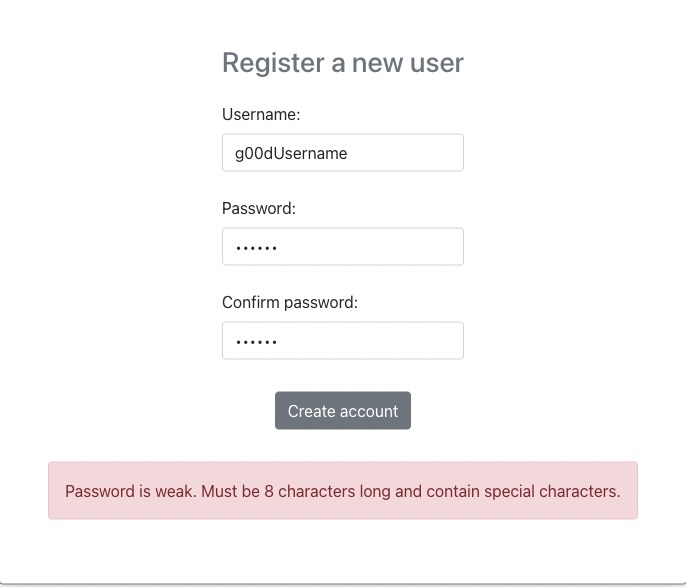 Register a new user
Username:
g00dUsername
Password:
••••••
Confirm password:
••••••
Create account
Password is weak. Must be 8 characters long and contain special characters.